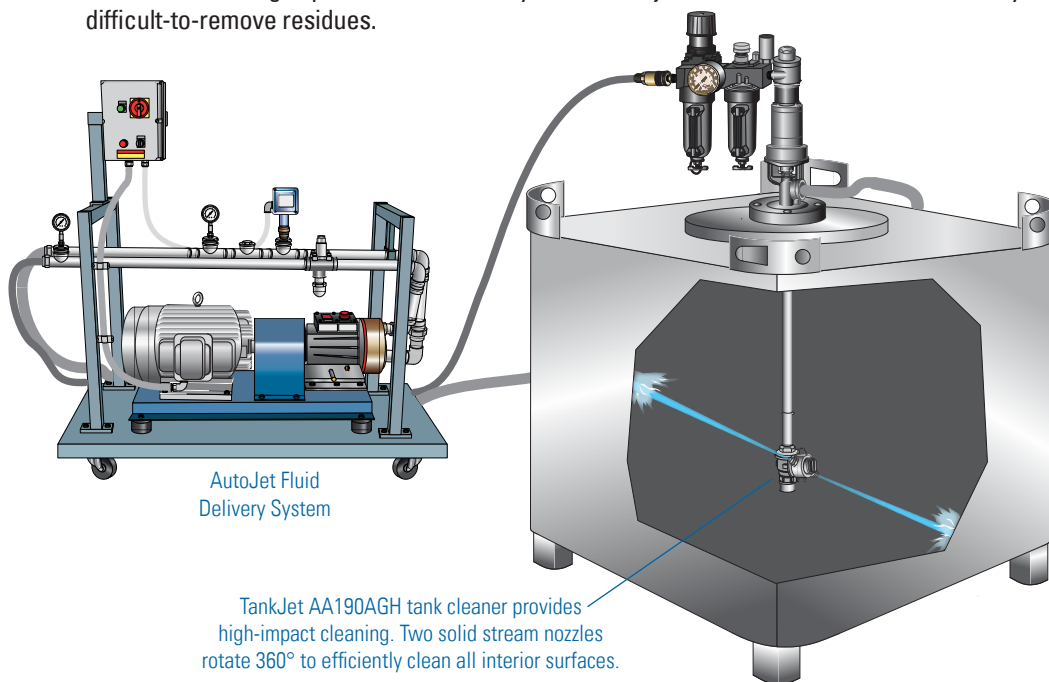 difficult-to-remove residues.
AutoJet Fluid
Delivery System
TankJet AA190AGH tank cleaner provides
high-impact cleaning. Two solid stream nozzles
rotate 360° to efficiently clean all interior surfaces.